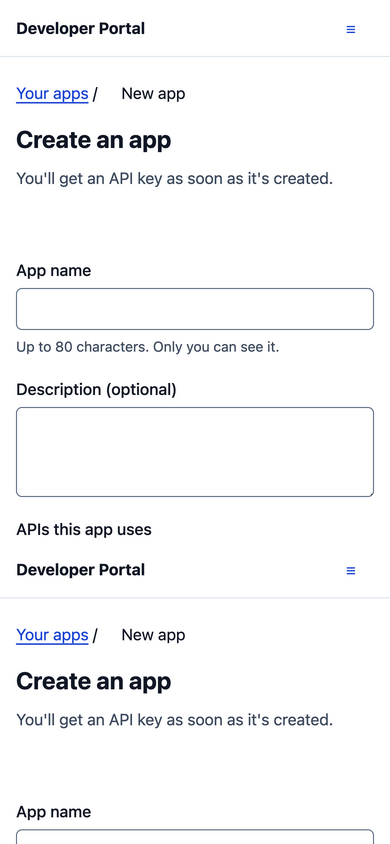 Developer Portal
Your apps / New app
Create an app
You'll get an API key as soon as it's created.
App name
Up to 80 characters. Only you can see it.
Description (optional)
APIs this app uses
Developer Portal
Your apps / New app
Create an app
You'll get an API key as soon as it's created.
App name